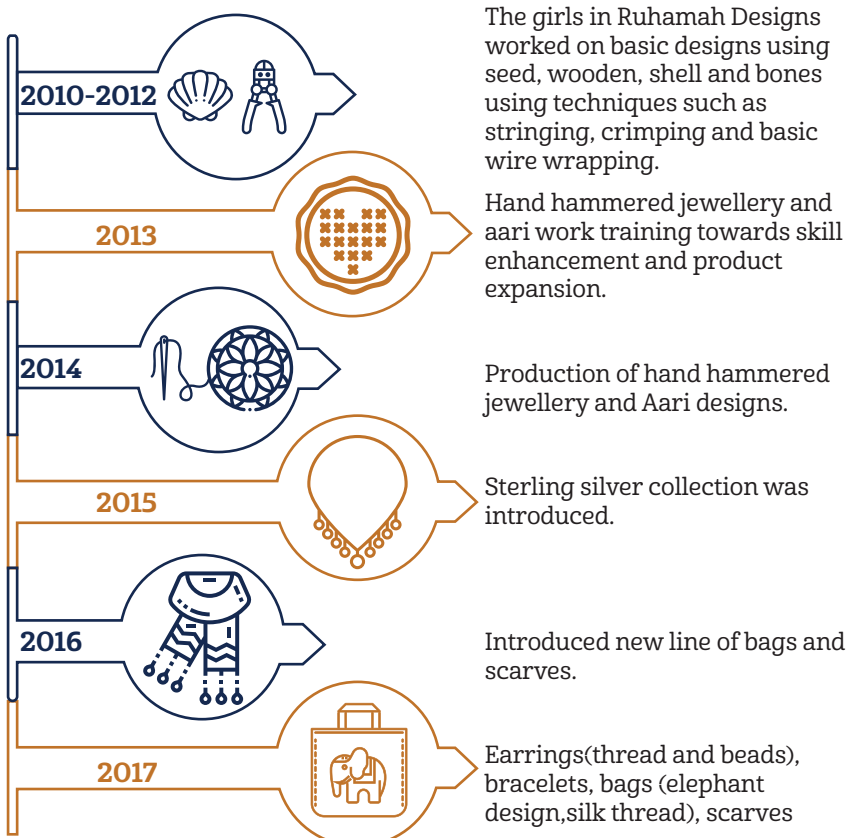 2010-2012
The girls in Ruhamah Designs
worked on basic designs using
seed, wooden, shell and bones
using techniques such as
stringing, crimping and basic
wire wrapping.
2013
Hand hammered jewellery and
aari work training towards skill
enhancement and product
expansion.
2014
Production of hand hammered
jewellery and Aari designs.
2015
Sterling silver collection was
introduced.
2016
Introduced new line of bags and
scarves.
2017
Earrings(thread and beads),
bracelets, bags (elephant
design,silk thread), scarves